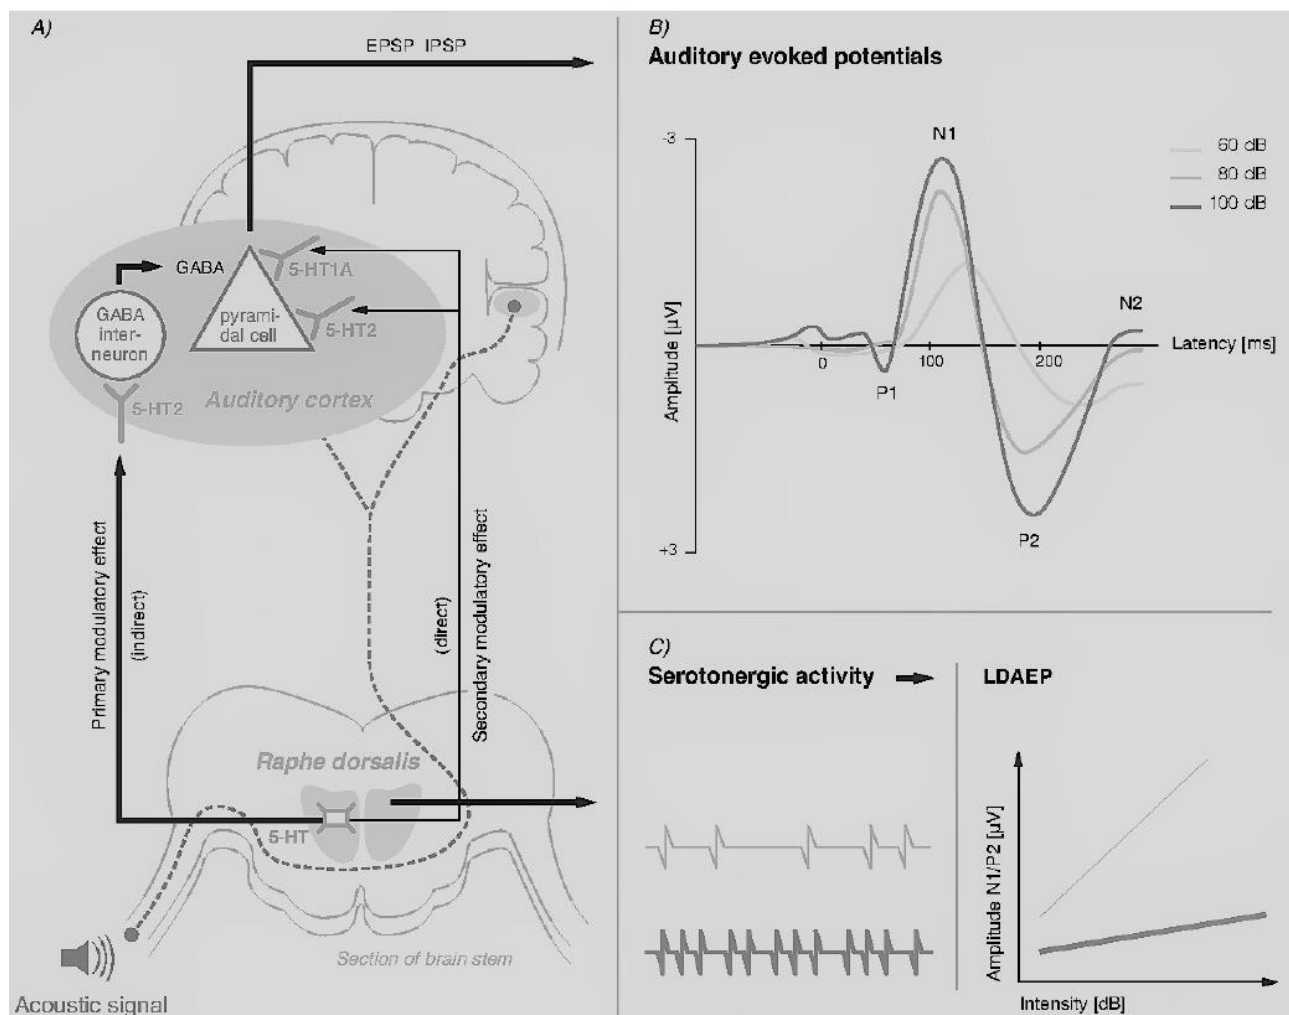 A)
EPSP IPSP
GABA
5-HT1A
GABA
inter-
neuron
pyrami-
dal cell
5-HT2
5-HT2
Auditory cortex
Primary modulatory effect
(indirect)
(direct)
Secondary modulatory effect
Raphe dorsalis
5-HT
Section of brain stem
Acoustic signal
B)
Auditory evoked potentials
-3
N1
60 dB
80 dB
100 dB
Amplitude [µV]
N2
Latency [ms]
0
100
200
P1
P2
+3
C)
Serotonergic activity
LDAEP
Amplitude N1/P2 [µV]
Intensity [dB]